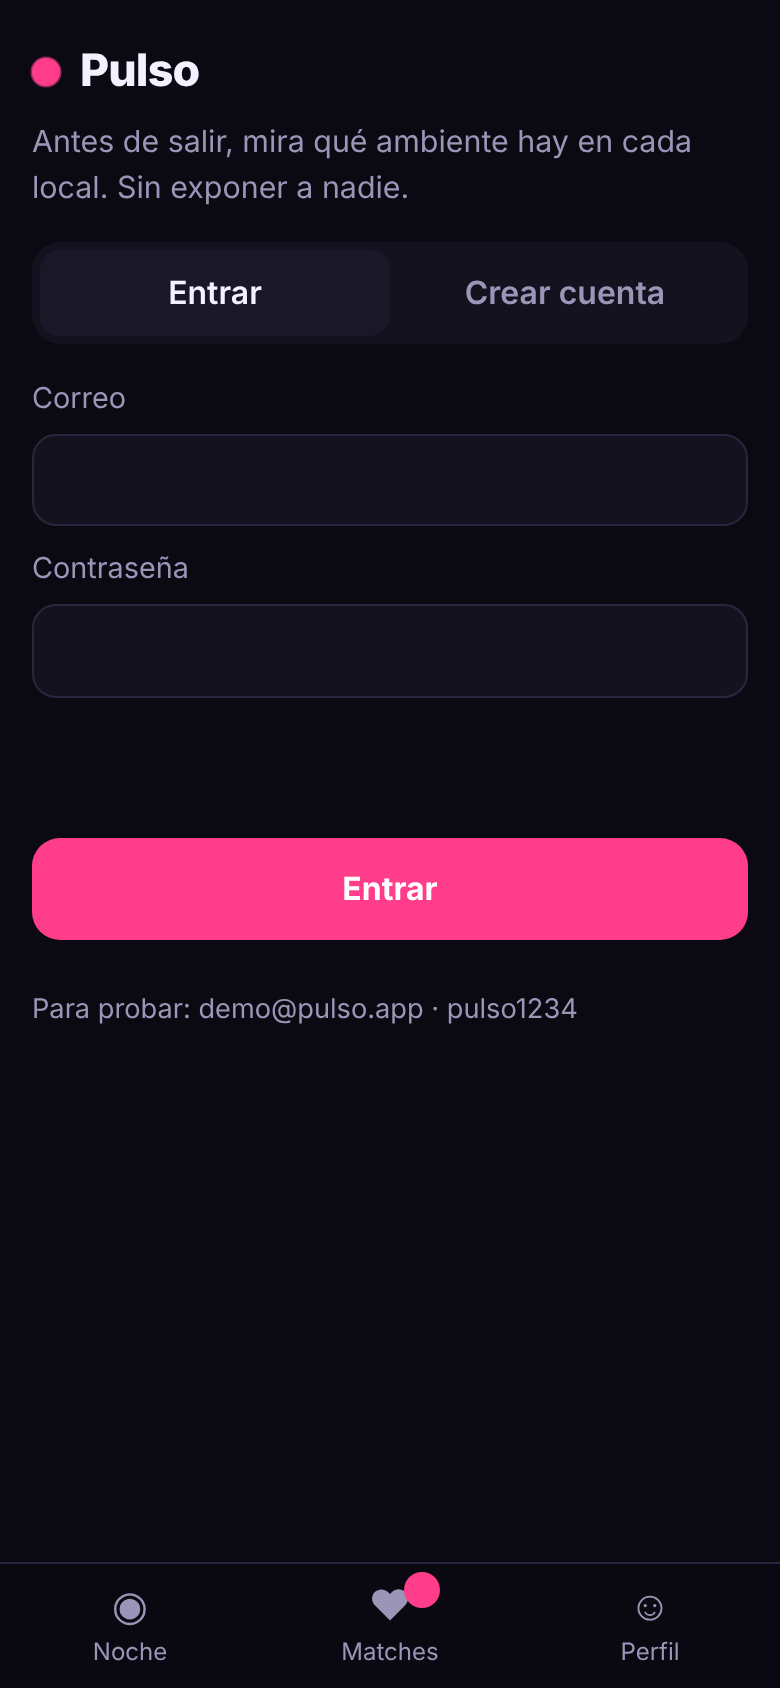 Pulso
Antes de salir, mira qué ambiente hay en cada
local. Sin exponer a nadie.
Entrar
Crear cuenta
Correo
Contraseña
Entrar
Para probar: demo@pulso.app · pulso1234
Noche
Matches
Perfil